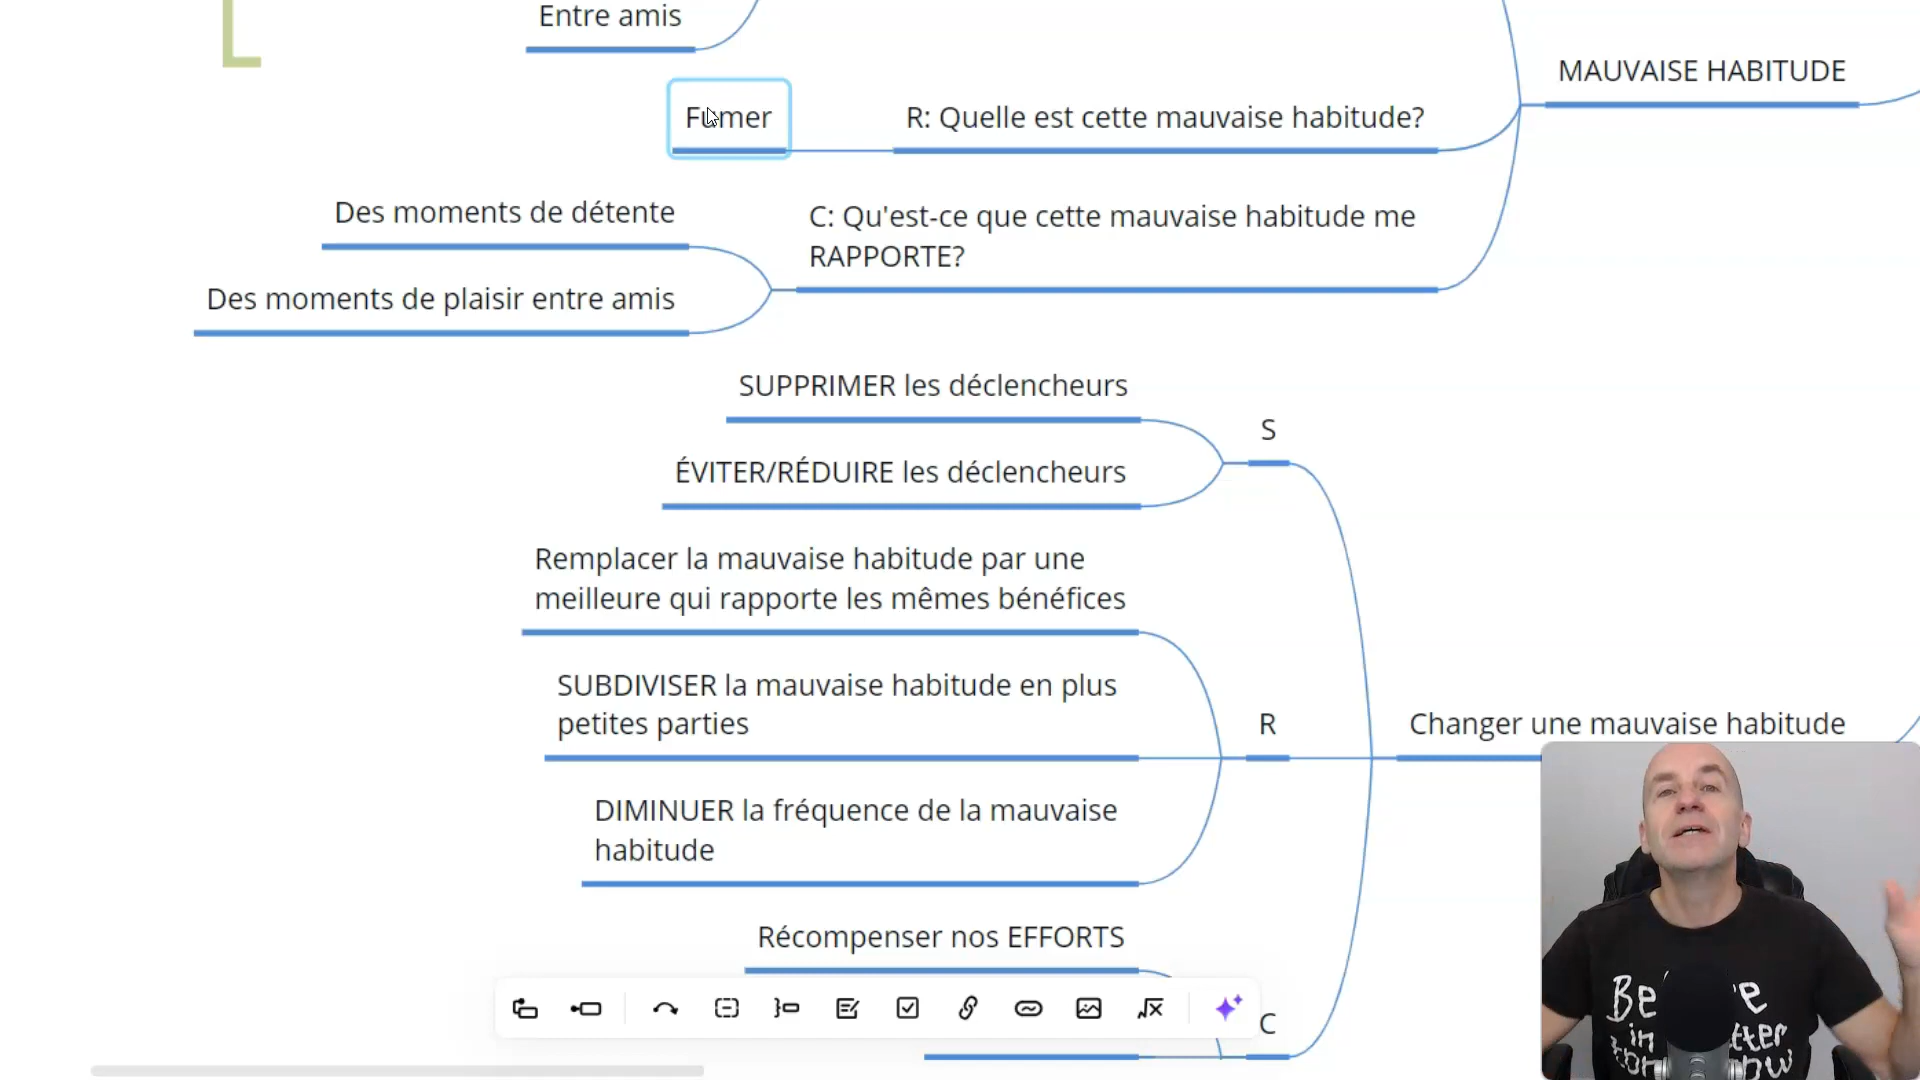 Entre amis
MAUVAISE HABITUDE
Fumer
R: Quelle est cette mauvaise habitude?
Des moments de détente
C: Qu'est-ce que cette mauvaise habitude me
RAPPORTE?
Des moments de plaisir entre amis
SUPPRIMER les déclencheurs
S
ÉVITER/RÉDUIRE les déclencheurs
Remplacer la mauvaise habitude par une
meilleure qui rapporte les mêmes bénéfices
SUBDIVISER la mauvaise habitude en plus
petites parties
R
Changer une mauvaise habitude
DIMINUER la fréquence de la mauvaise
habitude
Récompenser nos EFFORTS
C
in